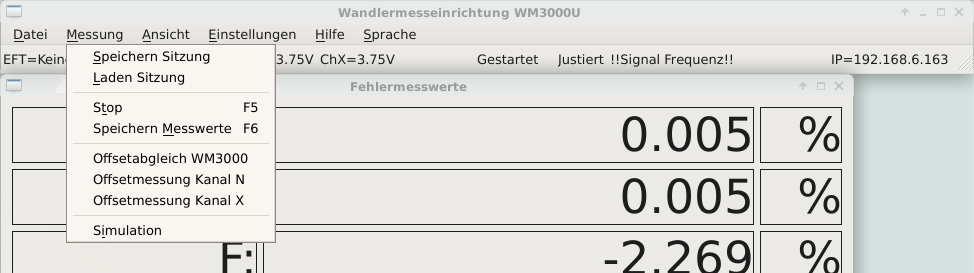 Wandlermesseinrichtung WM3000U
Datei Messung Ansicht Einstellungen Hilfe Sprache
3.75V ChX=3.75V Gestartet Justiert !!Signal Frequenz!! IP=192.168.6.163
Speichern Sitzung
Laden Sitzung
Fehlermesswerte
Stop F5
Speichern Messwerte F6
0.005 %
Offsetabgleich WM3000
Offsetmessung Kanal N
Offsetmessung Kanal X
0.005 %
Simulation
F: -2.269 %